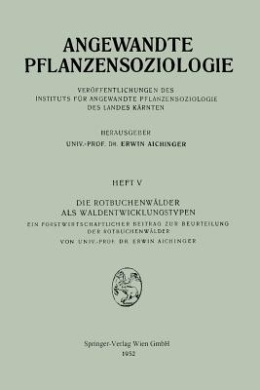 ANGEWANDTE
PFLANZENSOZIOLOGIE
VERÖFFENTLICHUNGEN DES
INSTITUTS FÜR ANGEWANDTE PFLANZENSOZIOLOGIE
DES LANDES KÄRNTEN
HERAUSGEBER
UNIV.-PROF. DR. ERWIN AICHINGER
HEFT V
DIE ROTBUCHENWÄLDER
ALS WALDENTWICKLUNGSTYPEN
EIN FORSTWIRTSCHAFTLICHER BEITRAG ZUR BEURTEILUNG
DER ROTBUCHENWÄLDER
VON UNIV.-PROF. DR. ERWIN AICHINGER
Springer-Verlag Wien GmbH
1952